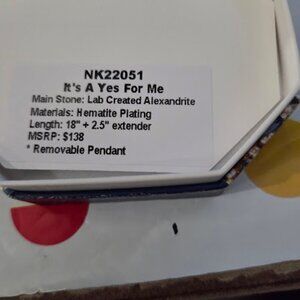 NK22051
It's A Yes For Me
Main Stone: Lab Created Alexandrite
Materials: Hematite Plating
Length: 18" + 2.5" extender
MSRP: $138
* Removable Pendant